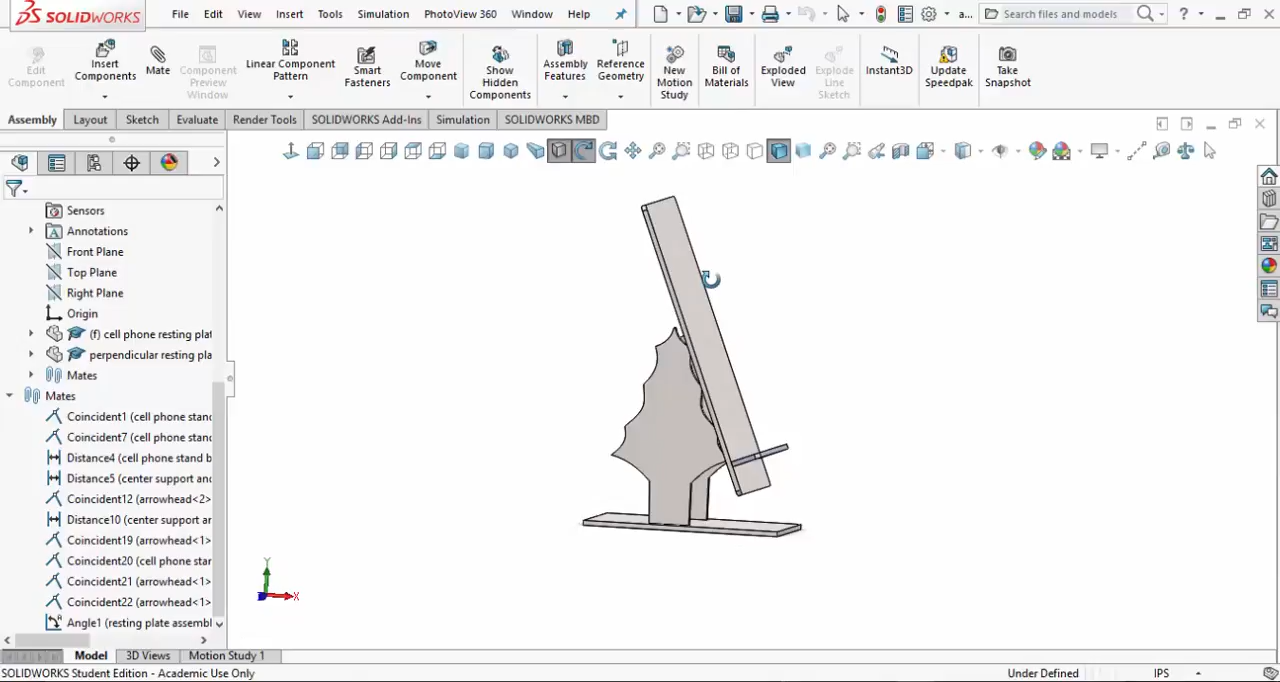 SOLIDWORKS File Edit View Insert Tools Simulation PhotoView 360 Window Help a... Search files and models ?
Edit Component
Insert Components
Mate
Component Preview Window
Linear Component Pattern
Smart Fasteners
Move Component
Show Hidden Components
Assembly Features
Reference Geometry
New Motion Study
Bill of Materials
Exploded View
Explode Line Sketch
Instant3D
Update Speedpak
Take Snapshot
Assembly Layout Sketch Evaluate Render Tools SOLIDWORKS Add-Ins Simulation SOLIDWORKS MBD
Sensors
Annotations
Front Plane
Top Plane
Right Plane
Origin
(f) cell phone resting plat
perpendicular resting pla
Mates
Mates
Coincident1 (cell phone stand
Coincident7 (cell phone stand
Distance4 (cell phone stand b
Distance5 (center support and
Coincident12 (arrowhead<2>
Distance10 (center support ar
Coincident19 (arrowhead<1>
Coincident20 (cell phone star
Coincident21 (arrowhead<1>
Coincident22 (arrowhead<1>
Angle1 (resting plate assembl
Y
X
Model 3D Views Motion Study 1
SOLIDWORKS Student Edition - Academic Use Only Under Defined IPS